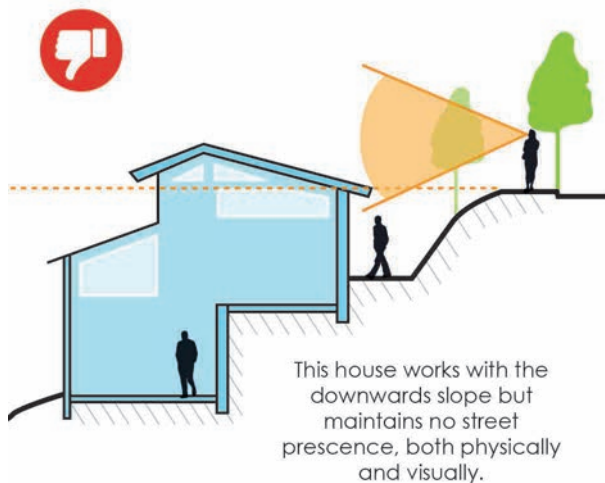 This house works with the
downwards slope but
maintains no street
prescence, both physically
and visually.